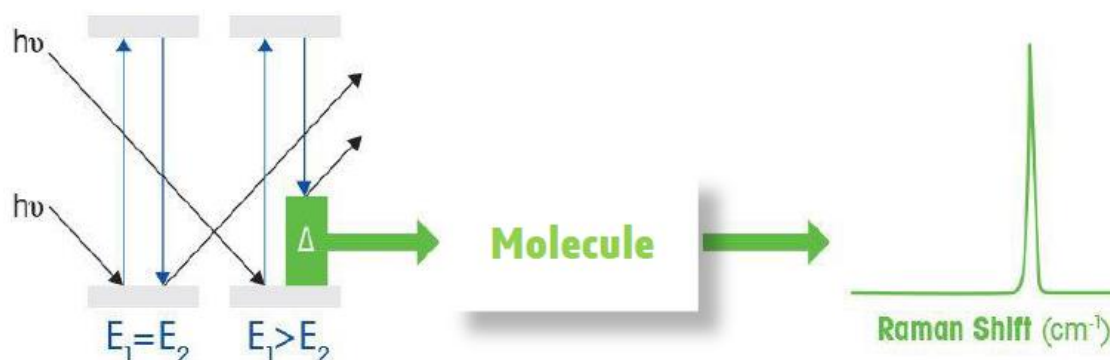 hυ
hυ
Δ
Molecule
E₁=E₂
E₁>E₂
Raman Shift (cm⁻¹)